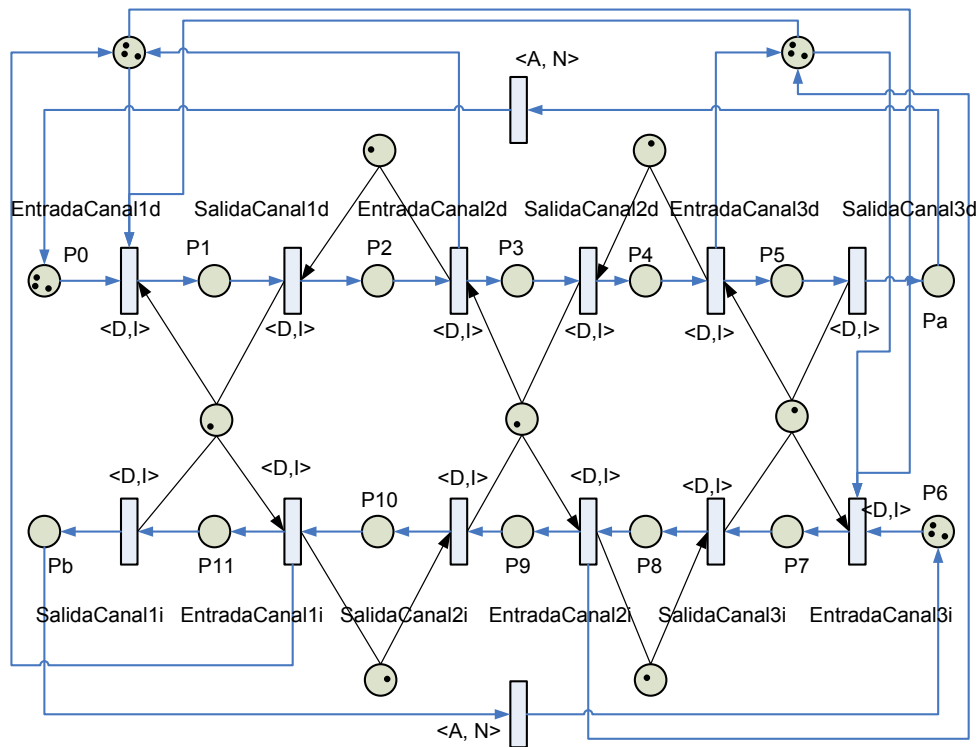 <A, N>
EntradaCanal1d
SalidaCanal1d
EntradaCanal2d
SalidaCanal2d
EntradaCanal3d
SalidaCanal3d
P0
P1
P2
P3
P4
P5
Pa
<D,I>
<D,I>
<D,I>
<D,I>
<D,I>
<D,I>
<D,I>
<D,I>
<D,I>
<D,I>
<D,I>
<D,I>
P10
P6
Pb
P11
P9
P8
P7
SalidaCanal1i
EntradaCanal1i
SalidaCanal2i
EntradaCanal2i
SalidaCanal3i
EntradaCanal3i
<A, N>